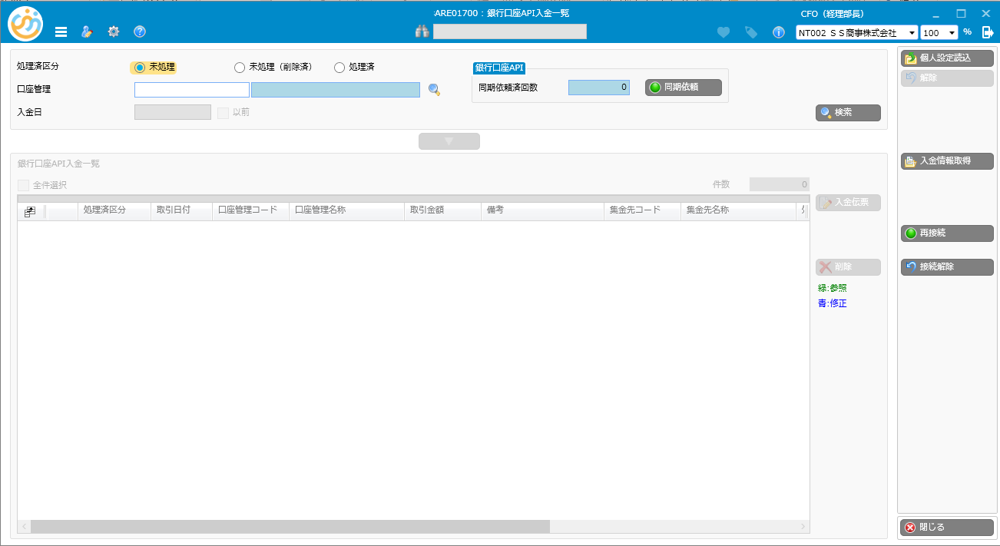 ARE01700：銀行口座API入金一覧
CFO（経理部長）
NT002 ＳＳ商事株式会社
100
%
処理済区分
未処理
未処理（削除済）
処理済
銀行口座API
口座管理
同期依頼済回数
0
同期依頼
入金日
以前
検索
▼
銀行口座API入金一覧
全件選択
件数
0
処理済区分
取引日付
口座管理コード
口座管理名称
取引金額
備考
集金先コード
集金先名称
入金伝票
削除
緑:参照
青:修正
個人設定読込
解除
入金情報取得
再接続
接続解除
閉じる